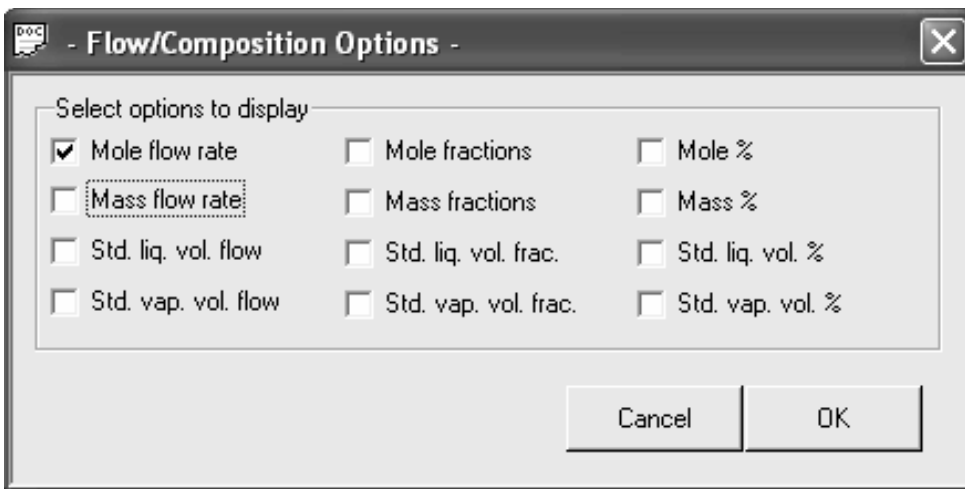 DOC
- Flow/Composition Options -
Select options to display
Mole flow rate Mole fractions Mole %
Mass flow rate Mass fractions Mass %
Std. liq. vol. flow Std. liq. vol. frac. Std. liq. vol. %
Std. vap. vol. flow Std. vap. vol. frac. Std. vap. vol. %
Cancel OK